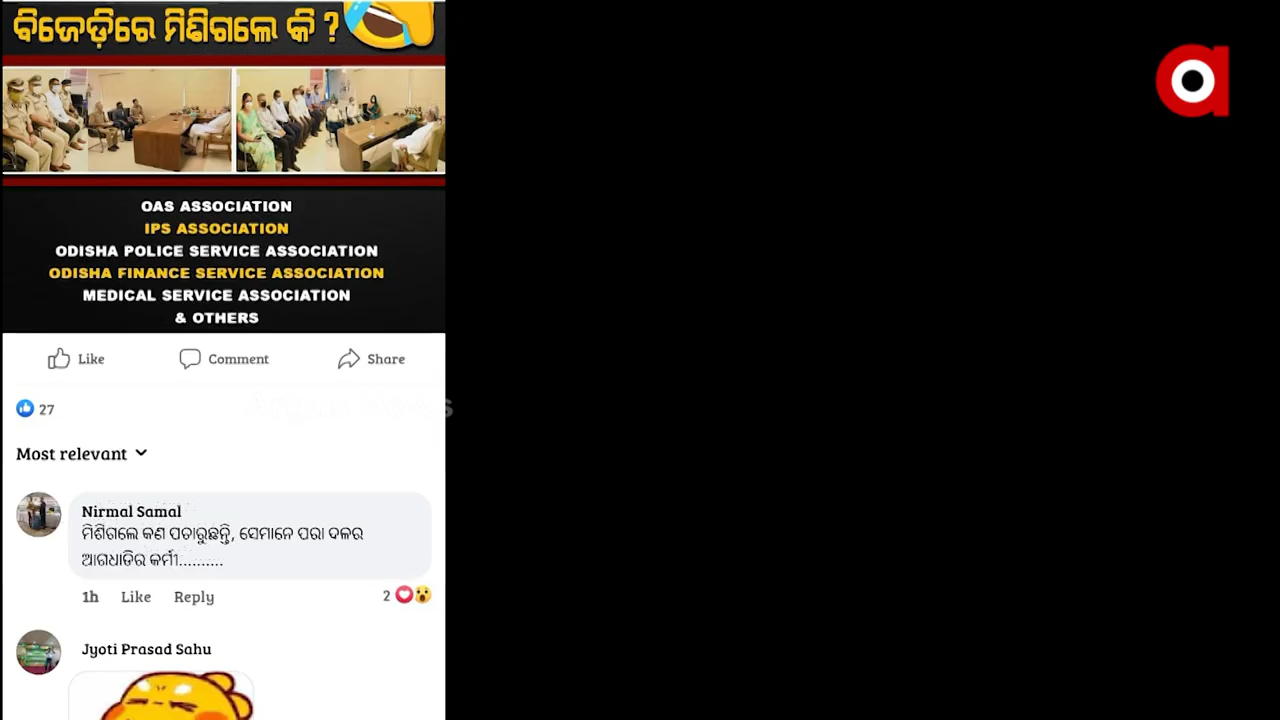 ବିଜେଡ଼ିରେ ମିଶିଗଲେ କି ?
OAS ASSOCIATION
IPS ASSOCIATION
ODISHA POLICE SERVICE ASSOCIATION
ODISHA FINANCE SERVICE ASSOCIATION
MEDICAL SERVICE ASSOCIATION
& OTHERS
Like Comment Share
27
Argus News
Most relevant
Nirmal Samal
ମିଶିଗଲେ କଣ ପଚାରୁଛନ୍ତି, ସେମାନେ ପରା ଦଳର
ଆଗଧାଡିର କର୍ମୀ..........
1h Like Reply 2
Jyoti Prasad Sahu